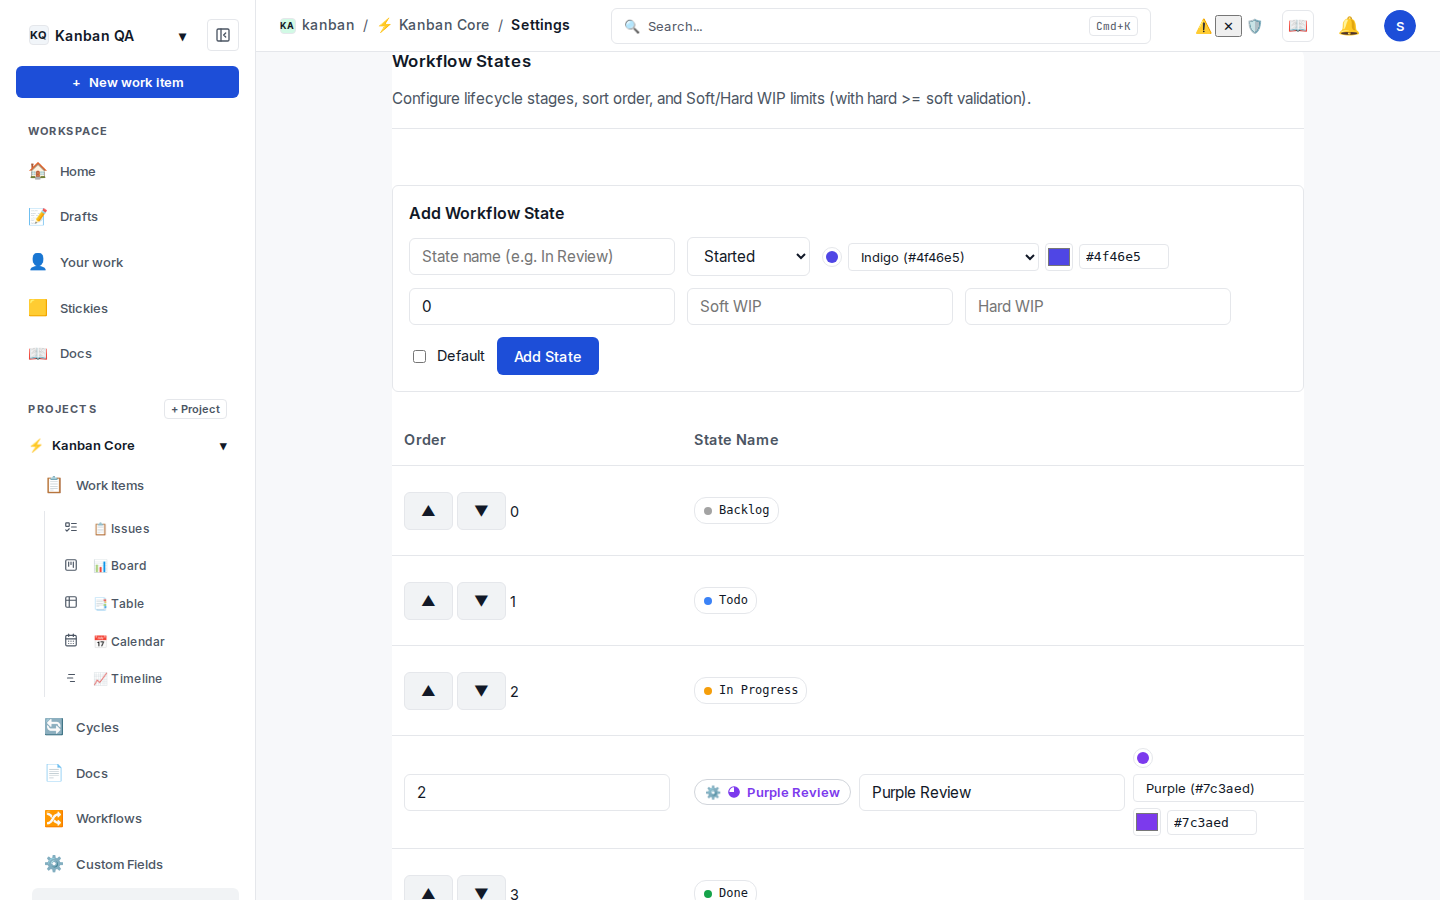 KQ Kanban QA ▾
+ New work item
WORKSPACE
Home
Drafts
Your work
Stickies
Docs
PROJECTS
+ Project
Kanban Core ▾
Work Items
Issues
Board
Table
Calendar
Timeline
Cycles
Docs
Workflows
Custom Fields
KA kanban / ⚡ Kanban Core / Settings
Search...
Cmd+K
✕
S
Workflow States
Configure lifecycle stages, sort order, and Soft/Hard WIP limits (with hard >= soft validation).
Add Workflow State
State name (e.g. In Review)
Started
Indigo (#4f46e5)
#4f46e5
0
Soft WIP
Hard WIP
Default
Add State
Order
State Name
▲ ▼ 0
Backlog
▲ ▼ 1
Todo
▲ ▼ 2
In Progress
2
Purple Review
Purple Review
Purple (#7c3aed)
#7c3aed
▲ ▼ 3
Done